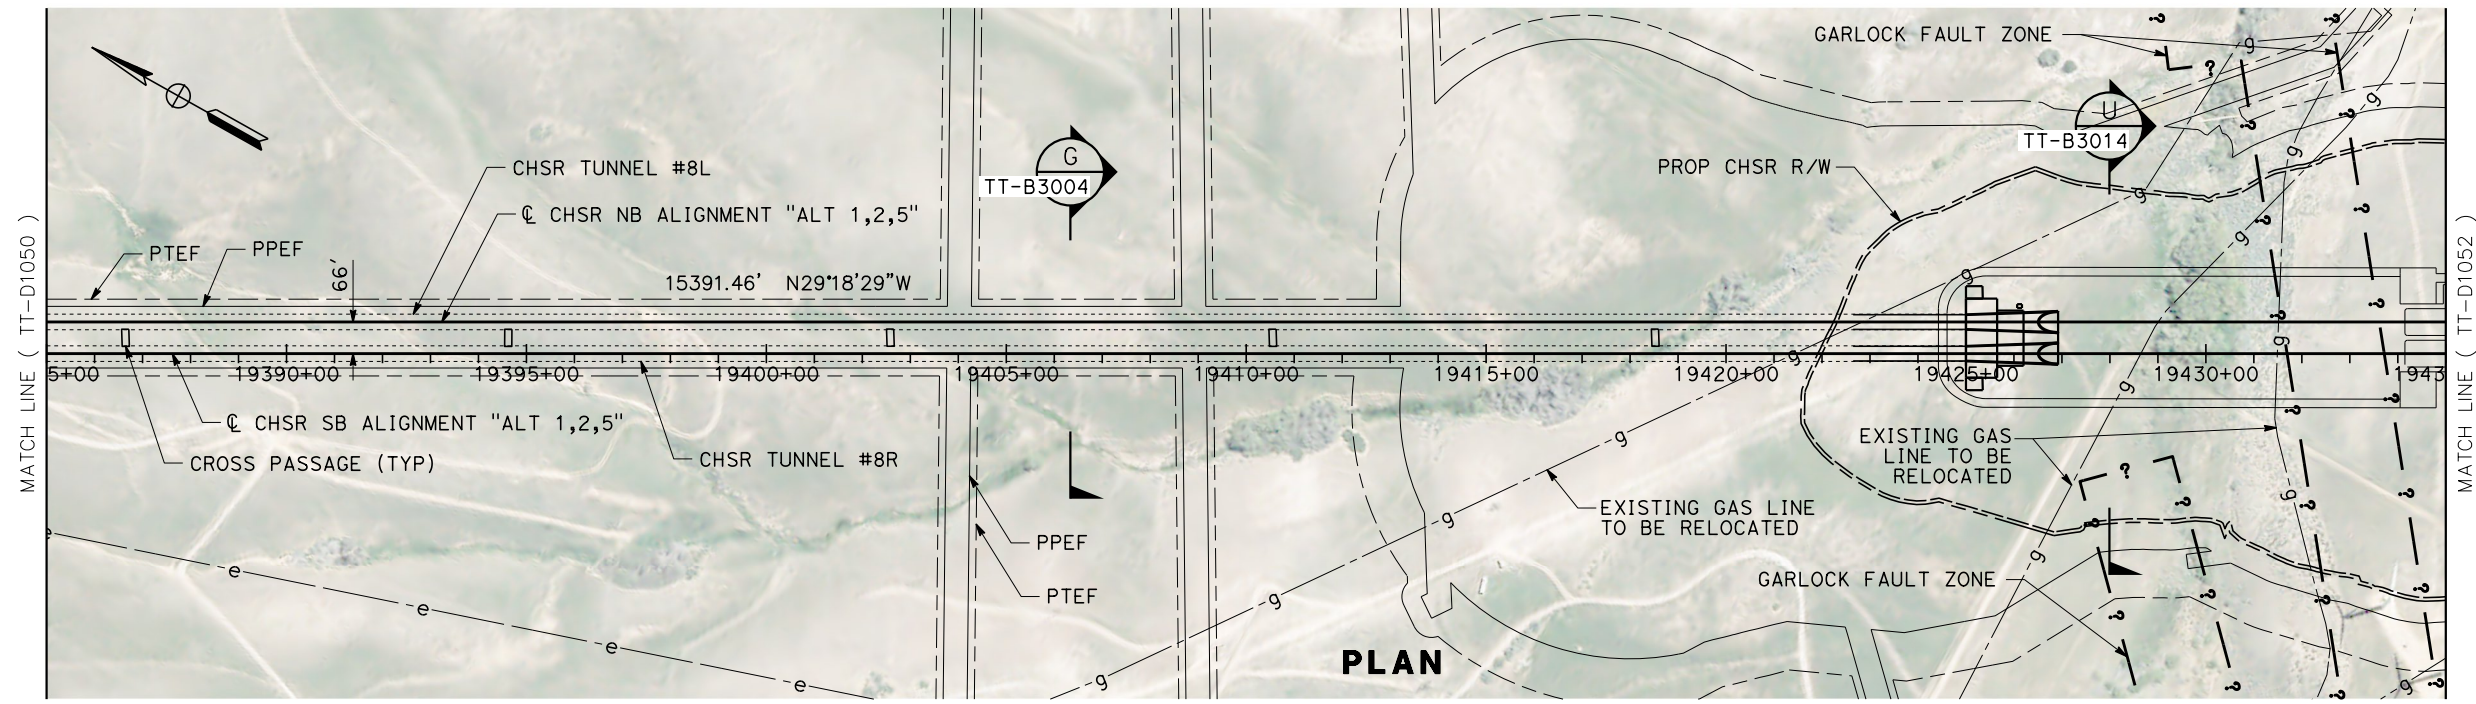 GARLOCK FAULT ZONE
?
U
TT-B3014
G
TT-B3004
CHSR TUNNEL #8L
PROP CHSR R/W
℄ CHSR NB ALIGNMENT "ALT 1,2,5"
PTEF
PPEF
66'
15391.46' N29°18'29"W
MATCH LINE ( TT-D1050 )
MATCH LINE ( TT-D1052 )
5+00
19390+00
19395+00
19400+00
19405+00
19410+00
19415+00
19420+00
19425+00
19430+00
1943
℄ CHSR SB ALIGNMENT "ALT 1,2,5"
CROSS PASSAGE (TYP)
CHSR TUNNEL #8R
EXISTING GAS
LINE TO BE
RELOCATED
?
EXISTING GAS LINE
TO BE RELOCATED
PPEF
PTEF
GARLOCK FAULT ZONE
e
e
e
e
g
g
g
g
g
PLAN